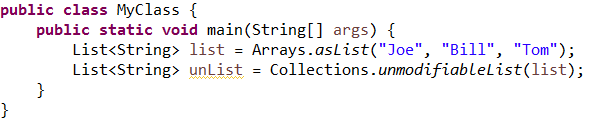 public class MyClass {
    public static void main(String[] args) {
        List<String> list = Arrays.asList("Joe", "Bill", "Tom");
        List<String> unList = Collections.unmodifiableList(list);
    }
}